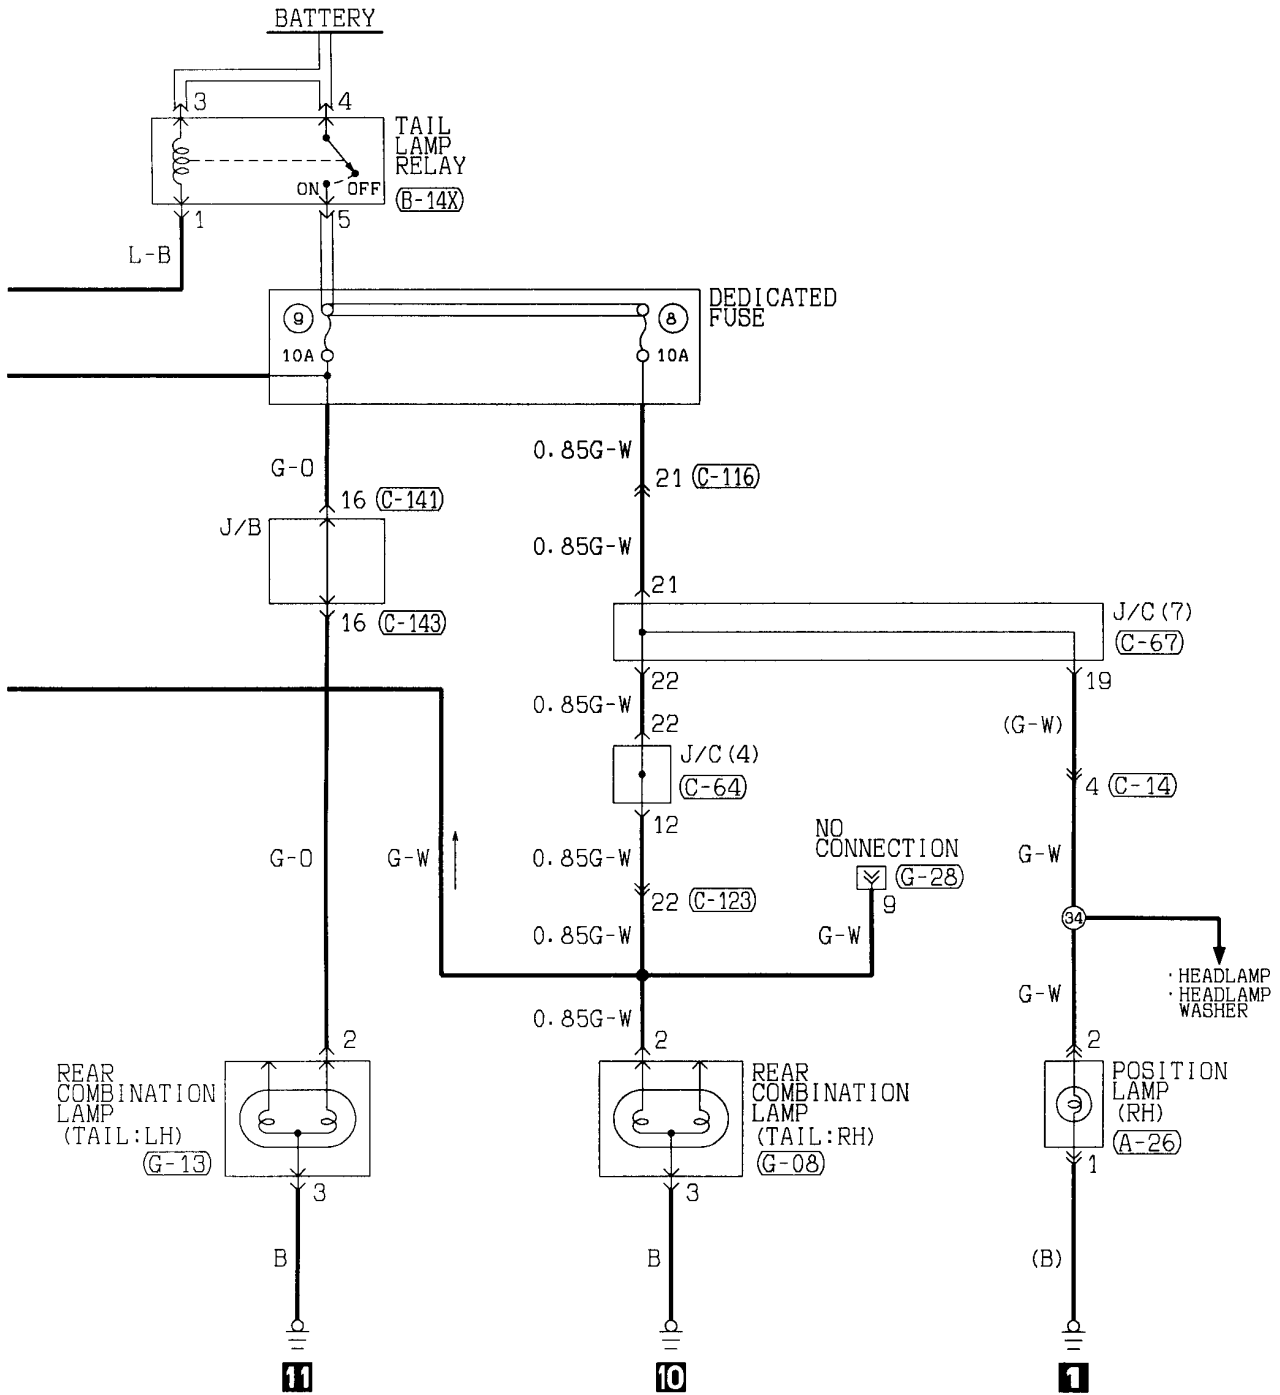 BATTERY
3
4
TAIL
LAMP
RELAY
(B-14X)
ON
OFF
1
5
L-B
DEDICATED
FUSE
9
8
10A
10A
0.85G-W
G-O
21 (C-116)
16 (C-141)
J/B
0.85G-W
21
J/C(7)
(C-67)
16 (C-143)
22
19
0.85G-W
22
(G-W)
J/C(4)
(C-64)
4 (C-14)
12
NO
CONNECTION
(G-28)
G-O
G-W
0.85G-W
G-W
22 (C-123)
9
34
0.85G-W
G-W
·HEADLAMP
·HEADLAMP
WASHER
G-W
0.85G-W
2
2
2
REAR
COMBINATION
LAMP
(TAIL:LH)
(G-13)
REAR
COMBINATION
LAMP
(TAIL:RH)
(G-08)
POSITION
LAMP
(RH)
(A-26)
3
3
1
B
B
(B)
11
10
1